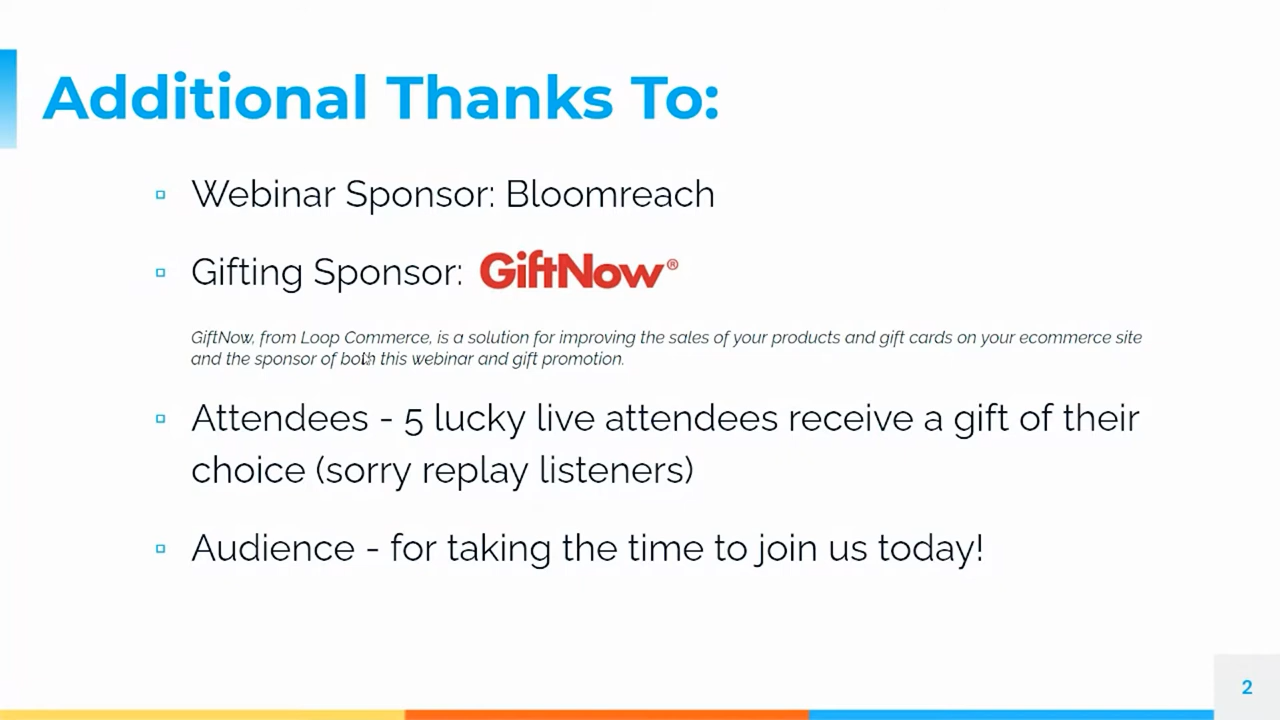 Additional Thanks To:
Webinar Sponsor: Bloomreach
Gifting Sponsor: GiftNow®
GiftNow, from Loop Commerce, is a solution for improving the sales of your products and gift cards on your ecommerce site
and the sponsor of both this webinar and gift promotion.
Attendees - 5 lucky live attendees receive a gift of their
choice (sorry replay listeners)
Audience - for taking the time to join us today!
2